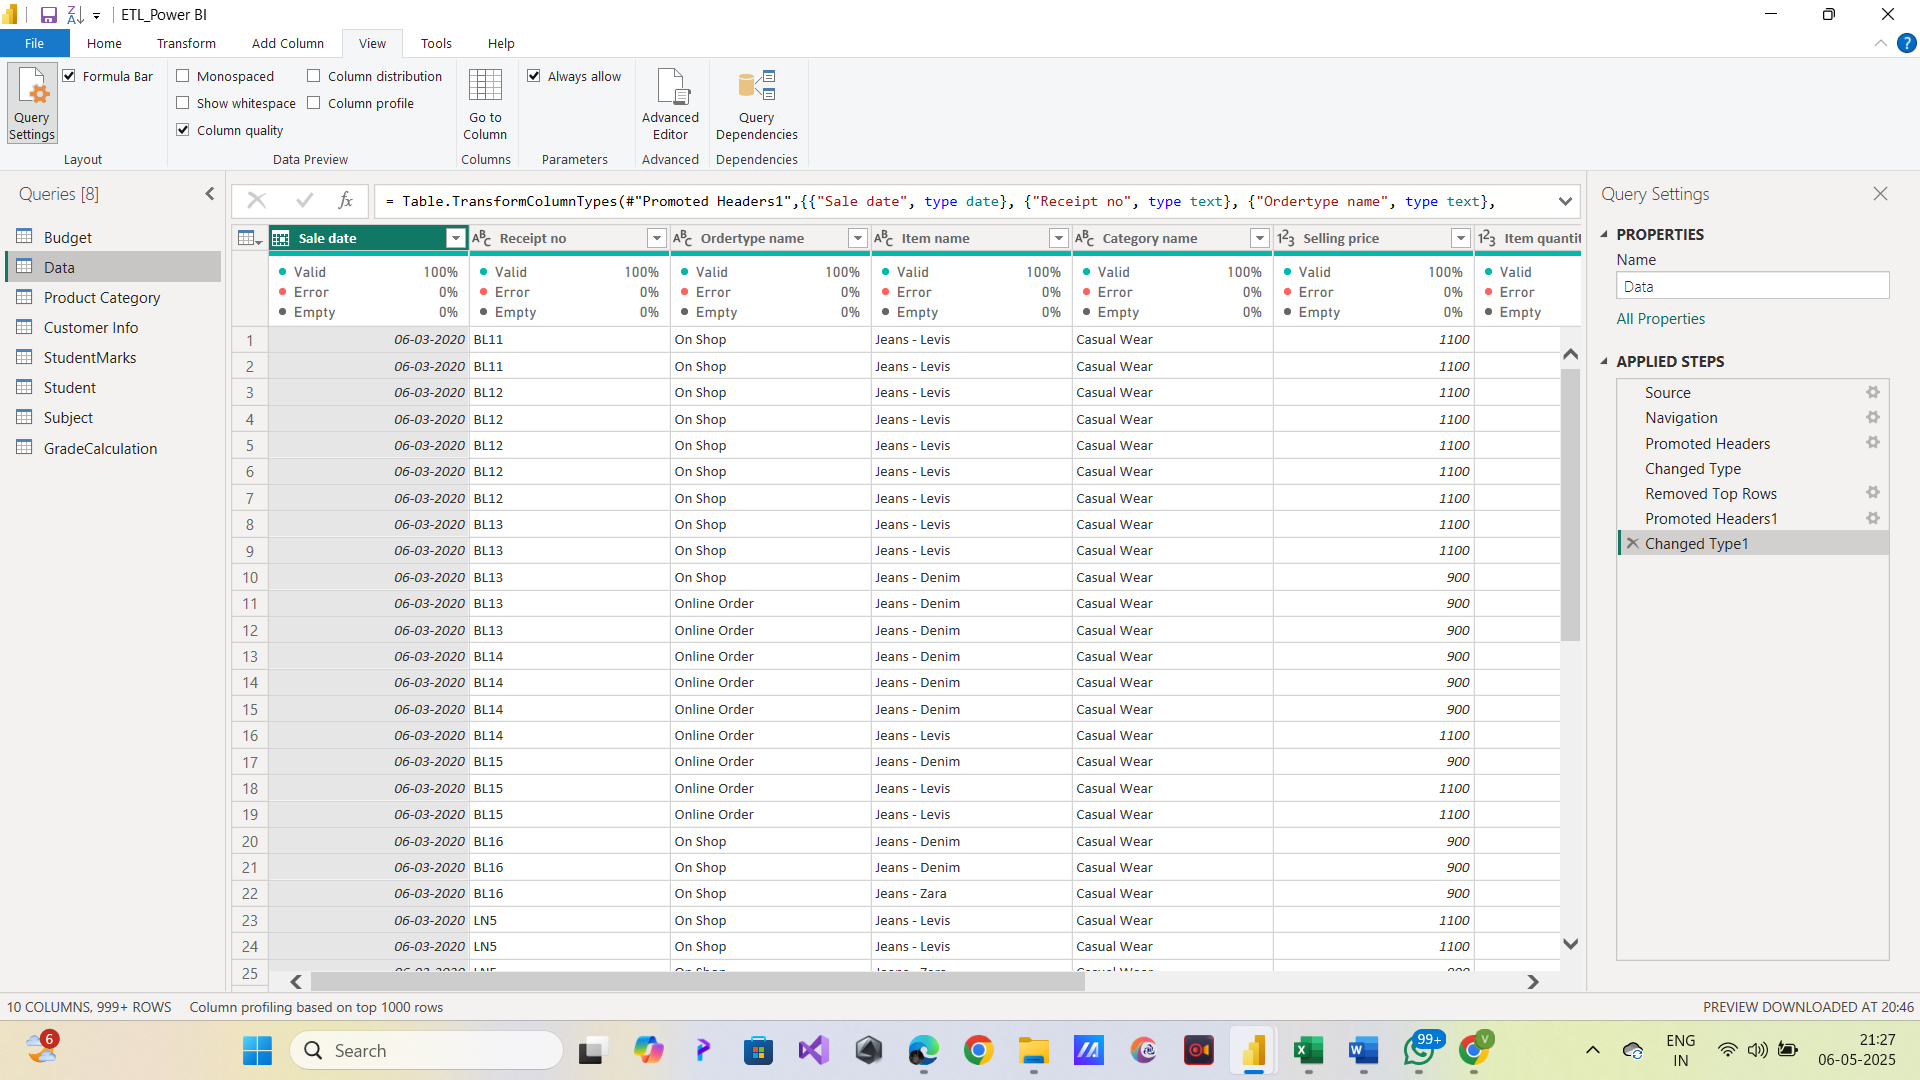 ETL_Power BI
File Home Transform Add Column View Tools Help
Query Settings
Formula Bar
Layout
Monospaced Column distribution
Show whitespace Column profile
Column quality
Data Preview
Go to Column
Columns
Always allow
Parameters
Advanced Editor
Advanced
Query Dependencies
Dependencies
Queries [8]
Budget
Data
Product Category
Customer Info
StudentMarks
Student
Subject
GradeCalculation
fx = Table.TransformColumnTypes(#"Promoted Headers1",{{"Sale date", type date}, {"Receipt no", type text}, {"Ordertype name", type text},
Sale date ABC Receipt no ABC Ordertype name ABC Item name ABC Category name 123 Selling price 123 Item quantit
Valid 100% Valid 100% Valid 100% Valid 100% Valid 100% Valid 100% Valid
Error 0% Error 0% Error 0% Error 0% Error 0% Error 0% Error
Empty 0% Empty 0% Empty 0% Empty 0% Empty 0% Empty 0% Empty
1 06-03-2020 BL11 On Shop Jeans - Levis Casual Wear 1100
2 06-03-2020 BL11 On Shop Jeans - Levis Casual Wear 1100
3 06-03-2020 BL12 On Shop Jeans - Levis Casual Wear 1100
4 06-03-2020 BL12 On Shop Jeans - Levis Casual Wear 1100
5 06-03-2020 BL12 On Shop Jeans - Levis Casual Wear 1100
6 06-03-2020 BL12 On Shop Jeans - Levis Casual Wear 1100
7 06-03-2020 BL12 On Shop Jeans - Levis Casual Wear 1100
8 06-03-2020 BL13 On Shop Jeans - Levis Casual Wear 1100
9 06-03-2020 BL13 On Shop Jeans - Levis Casual Wear 1100
10 06-03-2020 BL13 On Shop Jeans - Denim Casual Wear 900
11 06-03-2020 BL13 Online Order Jeans - Denim Casual Wear 900
12 06-03-2020 BL13 Online Order Jeans - Denim Casual Wear 900
13 06-03-2020 BL14 Online Order Jeans - Denim Casual Wear 900
14 06-03-2020 BL14 Online Order Jeans - Denim Casual Wear 900
15 06-03-2020 BL14 Online Order Jeans - Denim Casual Wear 900
16 06-03-2020 BL14 Online Order Jeans - Levis Casual Wear 1100
17 06-03-2020 BL15 Online Order Jeans - Denim Casual Wear 900
18 06-03-2020 BL15 Online Order Jeans - Levis Casual Wear 1100
19 06-03-2020 BL15 Online Order Jeans - Levis Casual Wear 1100
20 06-03-2020 BL16 On Shop Jeans - Denim Casual Wear 900
21 06-03-2020 BL16 On Shop Jeans - Denim Casual Wear 900
22 06-03-2020 BL16 On Shop Jeans - Zara Casual Wear 900
23 06-03-2020 LN5 On Shop Jeans - Levis Casual Wear 1100
24 06-03-2020 LN5 On Shop Jeans - Levis Casual Wear 1100
25
Query Settings
PROPERTIES
Name
Data
All Properties
APPLIED STEPS
Source
Navigation
Promoted Headers
Changed Type
Removed Top Rows
Promoted Headers1
Changed Type1
10 COLUMNS, 999+ ROWS Column profiling based on top 1000 rows PREVIEW DOWNLOADED AT 20:46
6
Search
99+
V
ENG
IN
21:27
06-05-2025